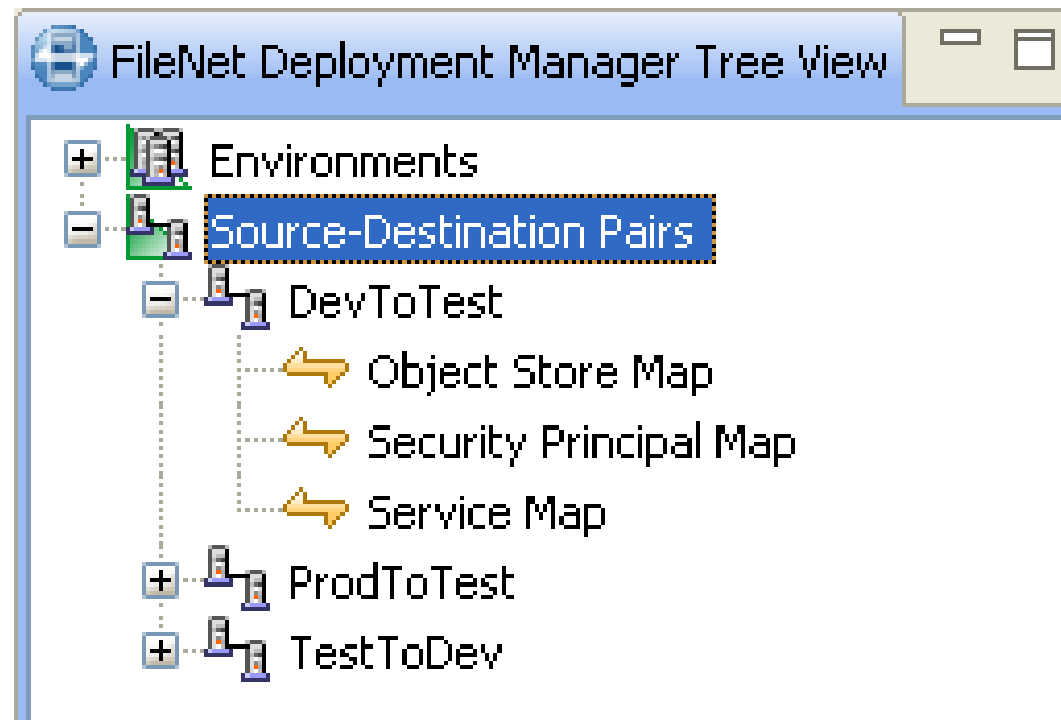 FileNet Deployment Manager Tree View
Environments
Source-Destination Pairs
DevToTest
Object Store Map
Security Principal Map
Service Map
ProdToTest
TestToDev